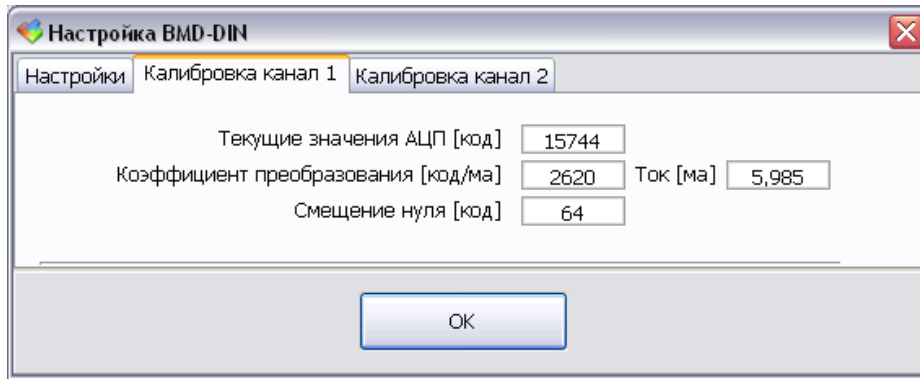 Настройка BMD-DIN
Настройки Калибровка канал 1 Калибровка канал 2
Текущие значения АЦП [код] 15744
Коэффициент преобразования [код/ма] 2620 Ток [ма] 5,985
Смещение нуля [код] 64
OK